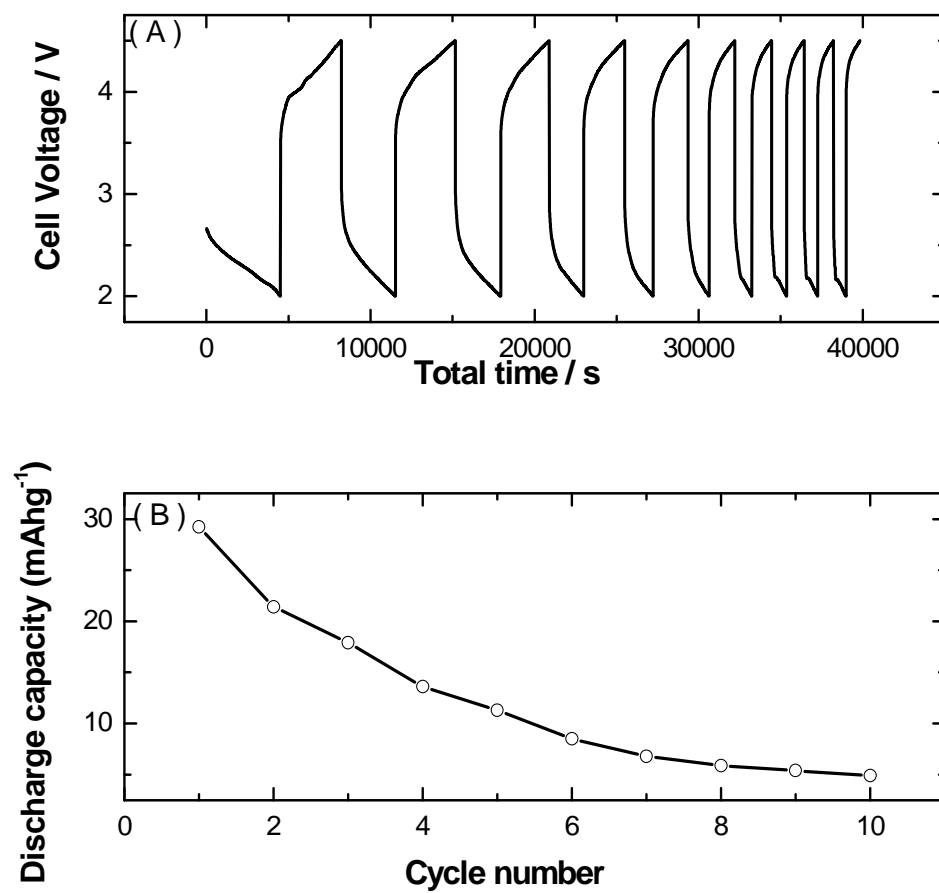 ( A )
Cell Voltage / V
4
3
2
0 10000 20000 30000 40000
Total time / s
( B )
Discharge capacity (mAhg⁻¹)
30
20
10
0 2 4 6 8 10
Cycle number